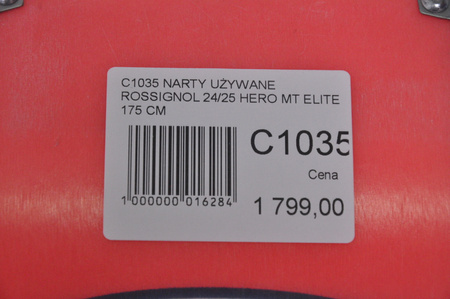 C1035 NARTY UŻYWANE
ROSSIGNOL 24/25 HERO MT ELITE
175 CM
C1035
Cena
1 000000 016284
1 799,00